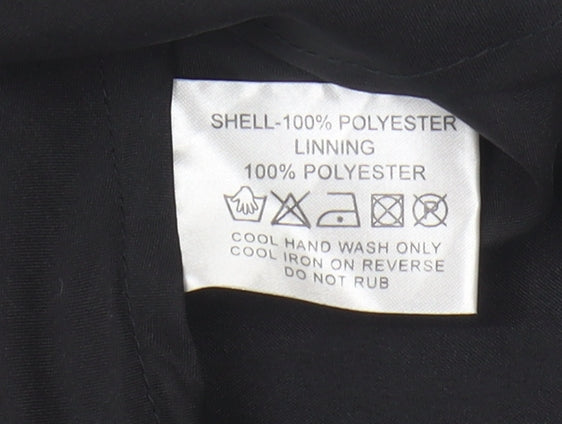 SHELL-100% POLYESTER
LINNING
100% POLYESTER
COOL HAND WASH ONLY
COOL IRON ON REVERSE
DO NOT RUB